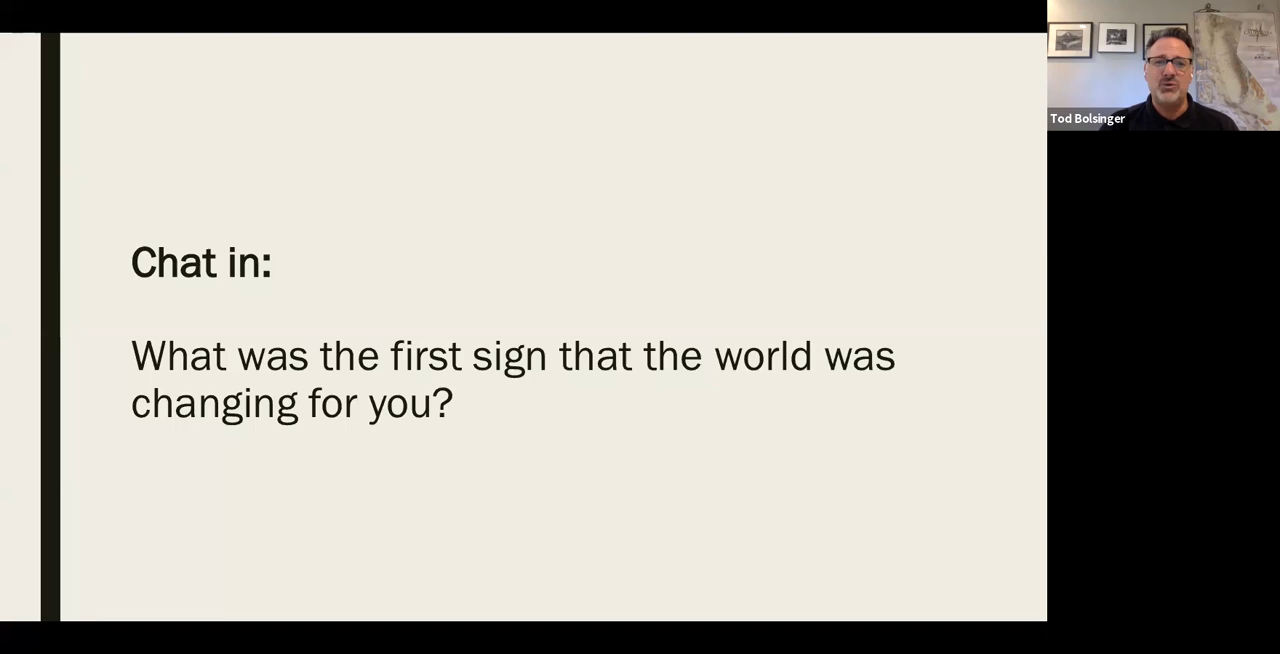 Chat in:
What was the first sign that the world was
changing for you?
Tod Bolsinger